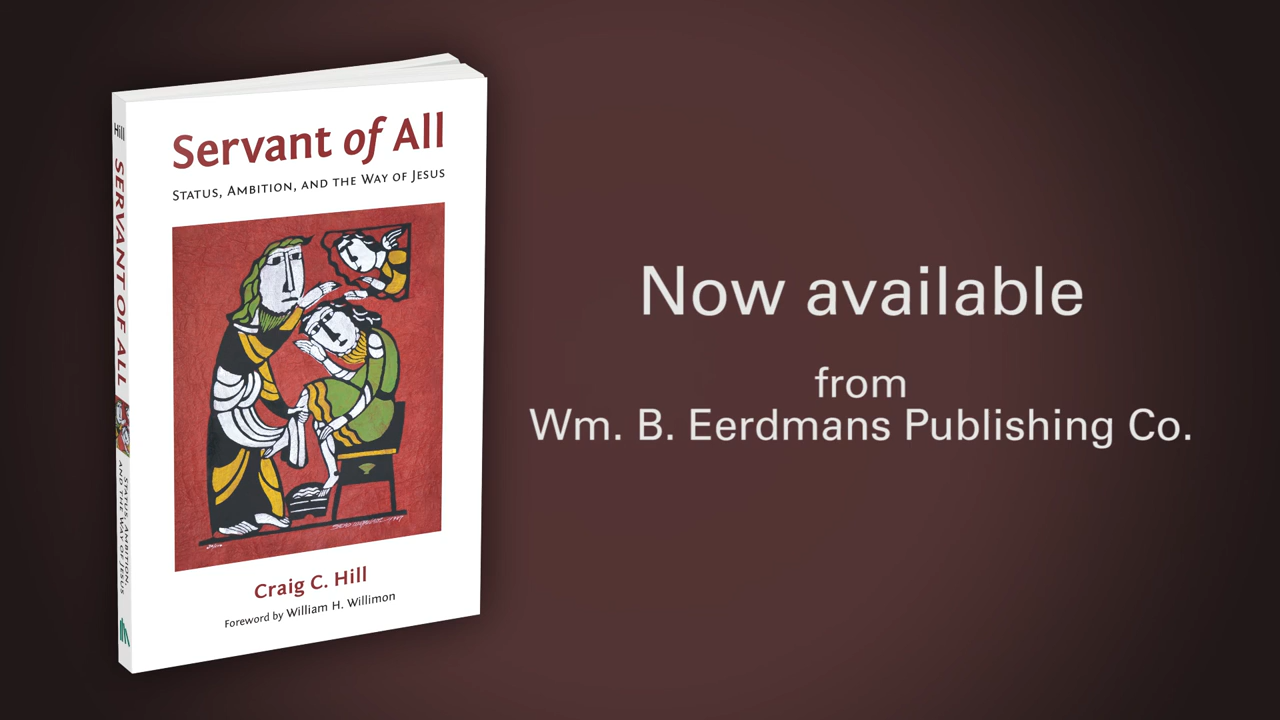 Servant of All
Status, Ambition, and the Way of Jesus
Craig C. Hill
Foreword by William H. Willimon
Hill
SERVANT OF ALL
STATUS, AMBITION,
AND THE WAY OF JESUS
Now available
from
Wm. B. Eerdmans Publishing Co.